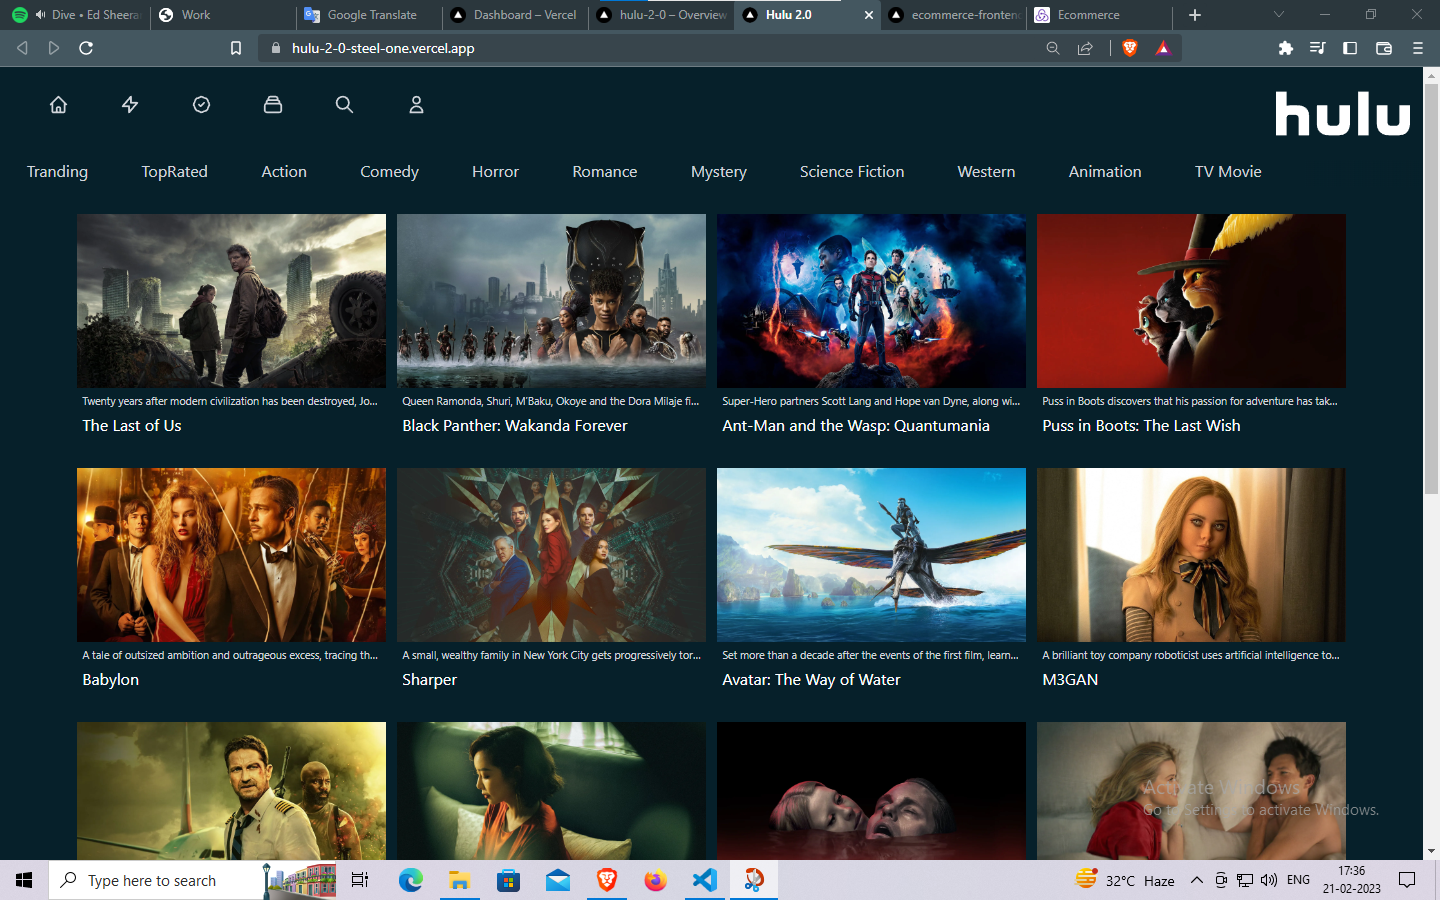 Dive • Ed Sheera
Work
Google Translate
Dashboard – Vercel
hulu-2-0 – Overview
Hulu 2.0
ecommerce-frontend
Ecommerce
hulu-2-0-steel-one.vercel.app
hulu
Tranding TopRated Action Comedy Horror Romance Mystery Science Fiction Western Animation TV Movie
Twenty years after modern civilization has been destroyed, Jo...
The Last of Us
Queen Ramonda, Shuri, M'Baku, Okoye and the Dora Milaje fi...
Black Panther: Wakanda Forever
Super-Hero partners Scott Lang and Hope van Dyne, along wi...
Ant-Man and the Wasp: Quantumania
Puss in Boots discovers that his passion for adventure has tak...
Puss in Boots: The Last Wish
A tale of outsized ambition and outrageous excess, tracing th...
Babylon
A small, wealthy family in New York City gets progressively tor...
Sharper
Set more than a decade after the events of the first film, learn...
Avatar: The Way of Water
A brilliant toy company roboticist uses artificial intelligence to...
M3GAN
Activate Windows
Go to Settings to activate Windows.
Type here to search
32°C Haze
ENG
17:36
21-02-2023